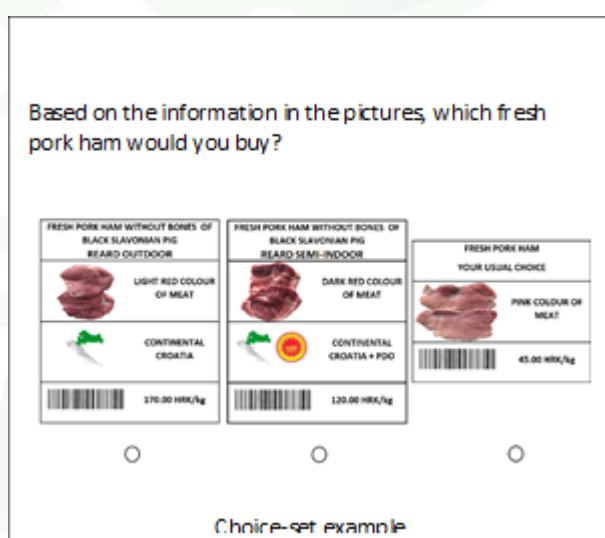 Based on the information in the pictures, which fresh
pork ham would you buy?
FRESH PORK HAM WITHOUT BONES OF
BLACK SLAVONIAN PIG
REARD OUTDOOR
LIGHT RED COLOUR
OF MEAT
CONTINENTAL
CROATIA
170.00 HRK/kg
FRESH PORK HAM WITHOUT BONES OF
BLACK SLAVONIAN PIG
REARD SEMI-INDOOR
DARK RED COLOUR
OF MEAT
CONTINENTAL
CROATIA + PDO
120.00 HRK/kg
FRESH PORK HAM
YOUR USUAL CHOICE
PINK COLOUR OF
MEAT
45.00 HRK/kg
Choice-set example